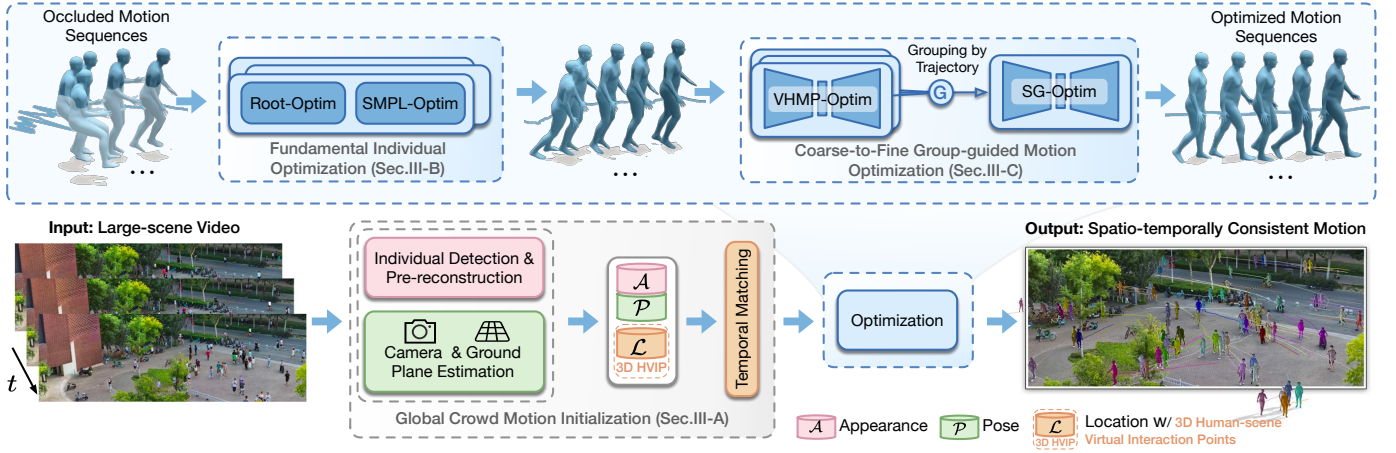 Occluded Motion
Sequences
...
Root-Optim
SMPL-Optim
Fundamental Individual
Optimization (Sec.III-B)
...
VHMP-Optim
Grouping by
Trajectory
G
SG-Optim
Coarse-to-Fine Group-guided Motion
Optimization (Sec.III-C)
Optimized Motion
Sequences
...
Input: Large-scene Video
t
Individual Detection &
Pre-reconstruction
Camera & Ground
Plane Estimation
A
P
L
3D HVIP
Temporal Matching
Global Crowd Motion Initialization (Sec.III-A)
Optimization
Output: Spatio-temporally Consistent Motion
A Appearance
P Pose
L
3D HVIP
Location W/ 3D Human-scene
Virtual Interaction Points